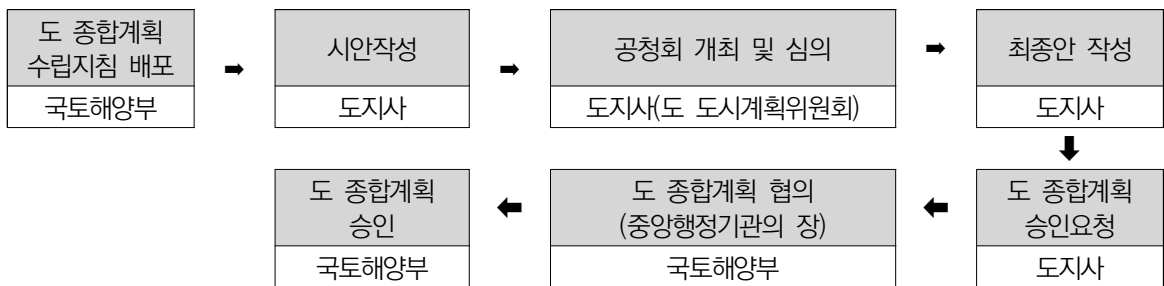 도 종합계획
수립지침 배포
국토해양부
➡
시안작성
도지사
➡
공청회 개최 및 심의
도지사(도 도시계획위원회)
➡
최종안 작성
도지사
⬇
도 종합계획
승인요청
도지사
⬅
도 종합계획 협의
(중앙행정기관의 장)
국토해양부
⬅
도 종합계획
승인
국토해양부